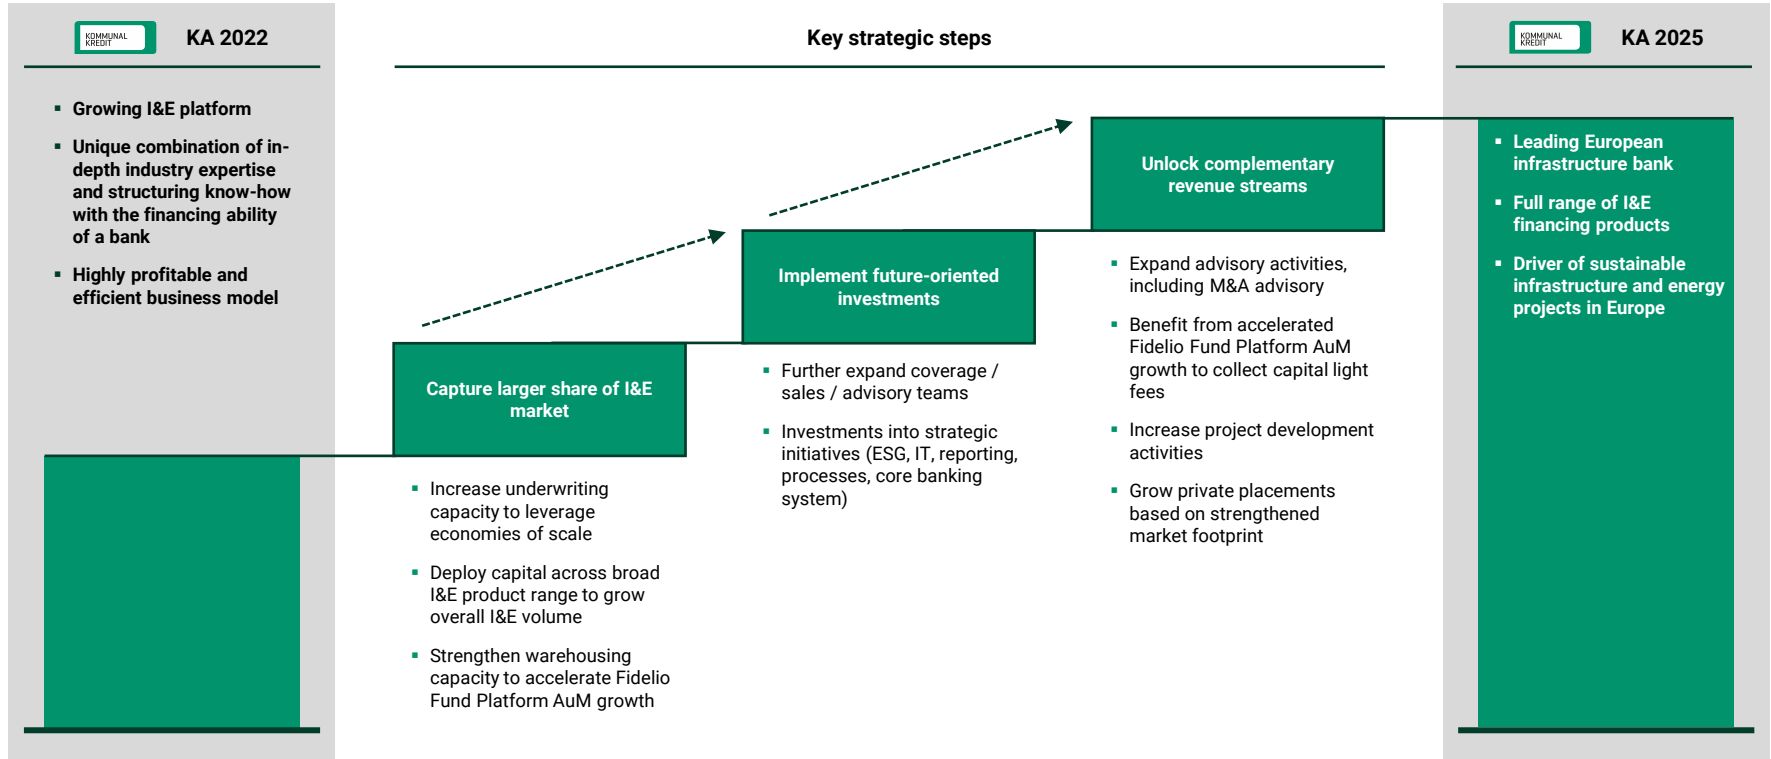 KOMMUNAL
KREDIT
KA 2022
Growing I&E platform
Unique combination of in-
depth industry expertise
and structuring know-how
with the financing ability
of a bank
Highly profitable and
efficient business model
Key strategic steps
Capture larger share of I&E
market
Increase underwriting
capacity to leverage
economies of scale
Deploy capital across broad
I&E product range to grow
overall I&E volume
Strengthen warehousing
capacity to accelerate Fidelio
Fund Platform AuM growth
Implement future-oriented
investments
Further expand coverage /
sales / advisory teams
Investments into strategic
initiatives (ESG, IT, reporting,
processes, core banking
system)
Unlock complementary
revenue streams
Expand advisory activities,
including M&A advisory
Benefit from accelerated
Fidelio Fund Platform AuM
growth to collect capital light
fees
Increase project development
activities
Grow private placements
based on strengthened
market footprint
KOMMUNAL
KREDIT
KA 2025
Leading European
infrastructure bank
Full range of I&E
financing products
Driver of sustainable
infrastructure and energy
projects in Europe